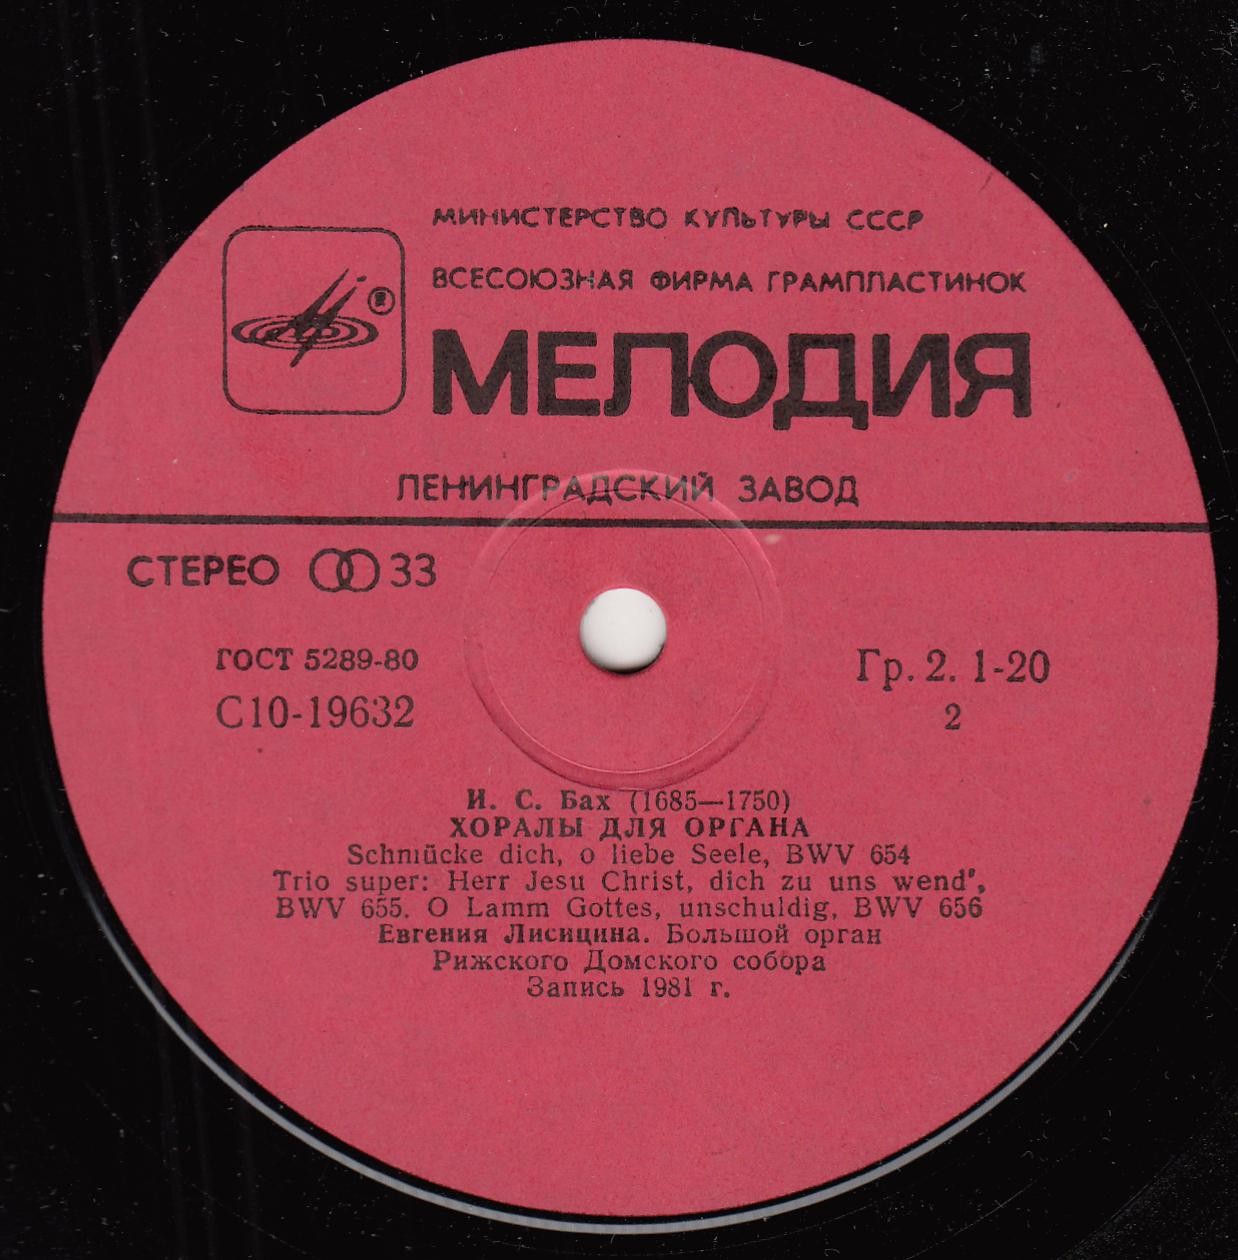 МИНИСТЕРСТВО КУЛЬТУРЫ СССР
ВСЕСОЮЗНАЯ ФИРМА ГРАМПЛАСТИНОК
®
МЕЛОДИЯ
ЛЕНИНГРАДСКИЙ ЗАВОД
СТЕРЕО 33
ГОСТ 5289-80
Гр. 2. 1-20
С10-19632
2
И. С. Бах (1685—1750)
ХОРАЛЫ ДЛЯ ОРГАНА
Schmücke dich, o liebe Seele, BWV 654
Trio super: Herr Jesu Christ, dich zu uns wend',
BWV 655. O Lamm Gottes, unschuldig, BWV 656
Евгения Лисицина. Большой орган
Рижского Домского собора
Запись 1981 г.